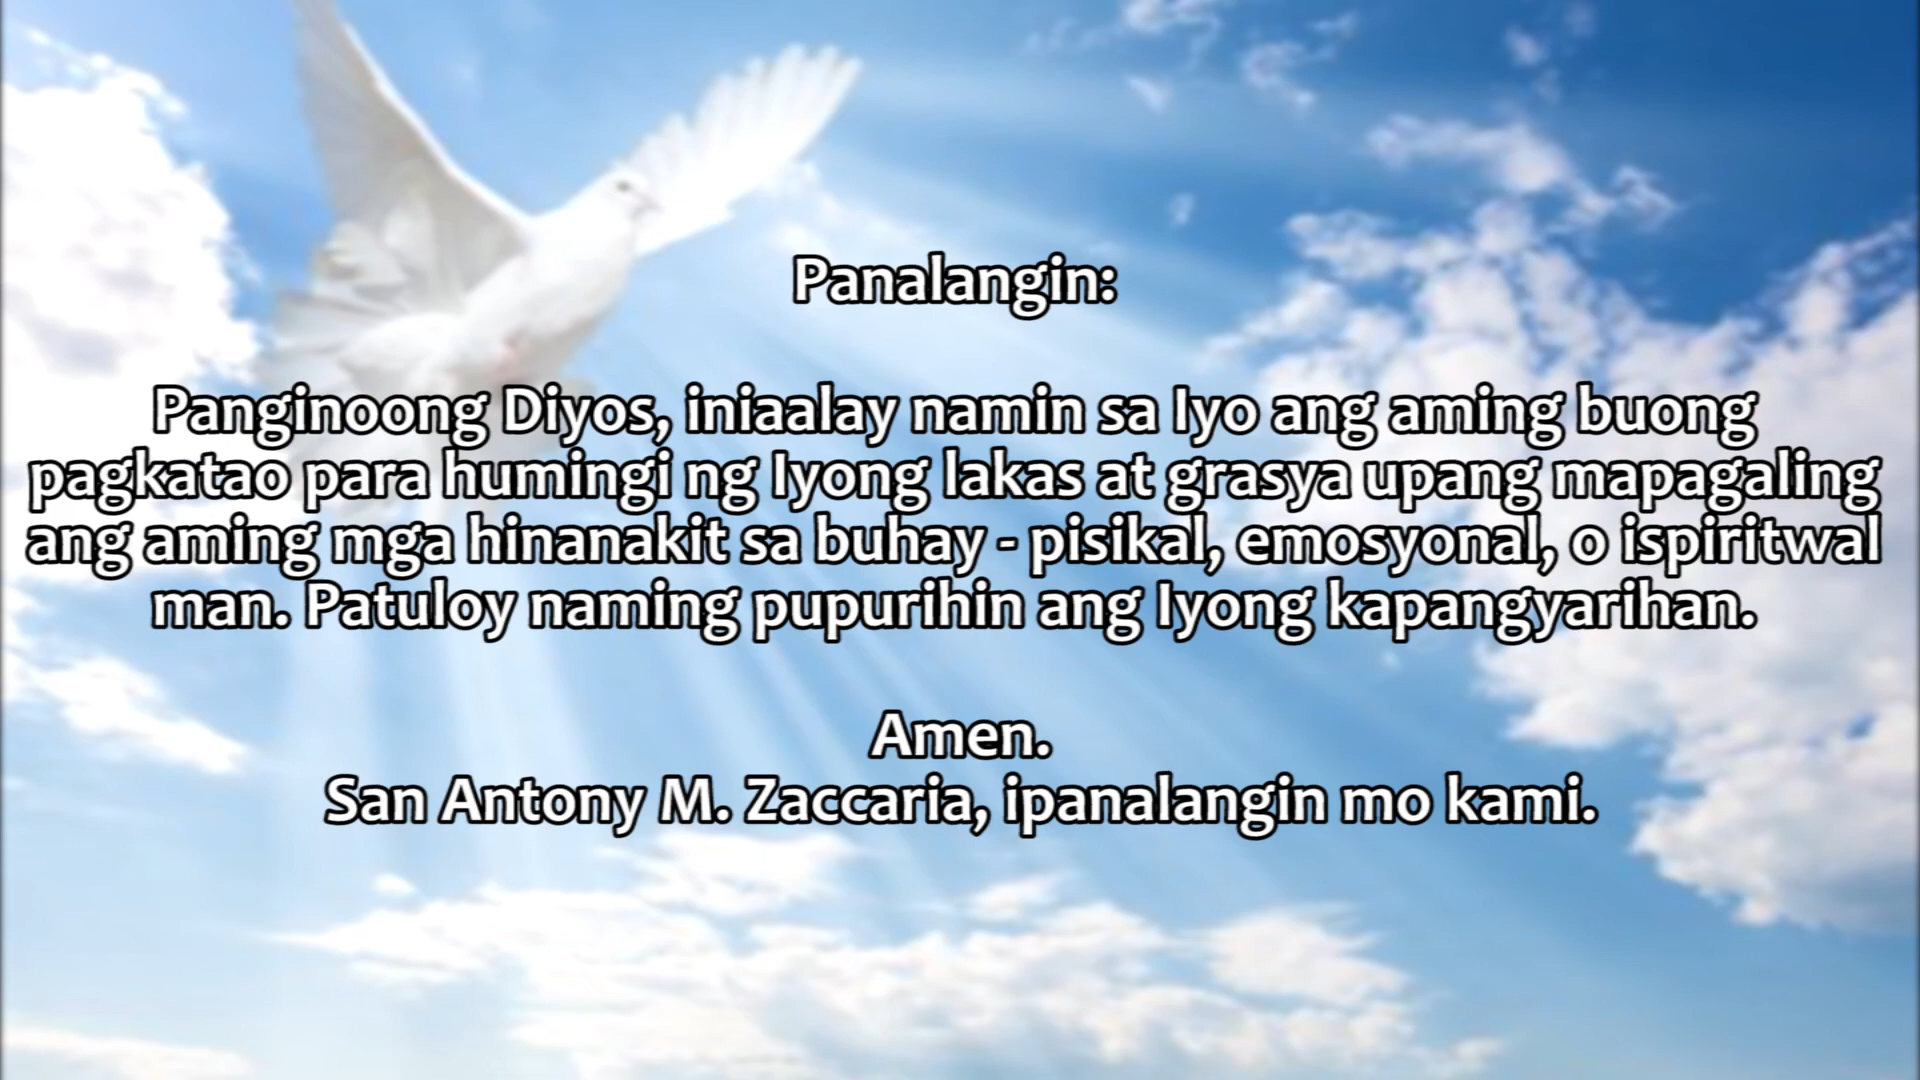 Panalangin:
Panginoong Diyos, iniaalay namin sa Iyo ang aming buong
pagkatao para humingi ng Iyong lakas at grasya upang mapagaling
ang aming mga hinanakit sa buhay - pisikal, emosyonal, o ispiritwal
man. Patuloy naming pupurihin ang Iyong kapangyarihan.
Amen.
San Antony M. Zaccaria, ipanalangin mo kami.